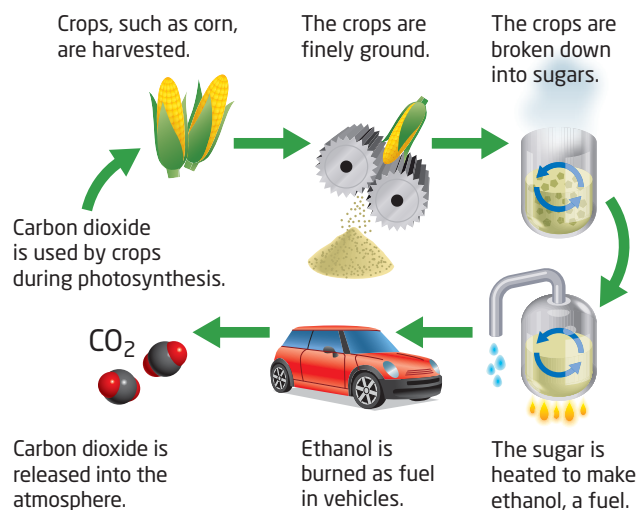 Crops, such as corn,
are harvested.
The crops are
finely ground.
The crops are
broken down
into sugars.
Carbon dioxide
is used by crops
during photosynthesis.
CO₂
Carbon dioxide is
released into the
atmosphere.
Ethanol is
burned as fuel
in vehicles.
The sugar is
heated to make
ethanol, a fuel.